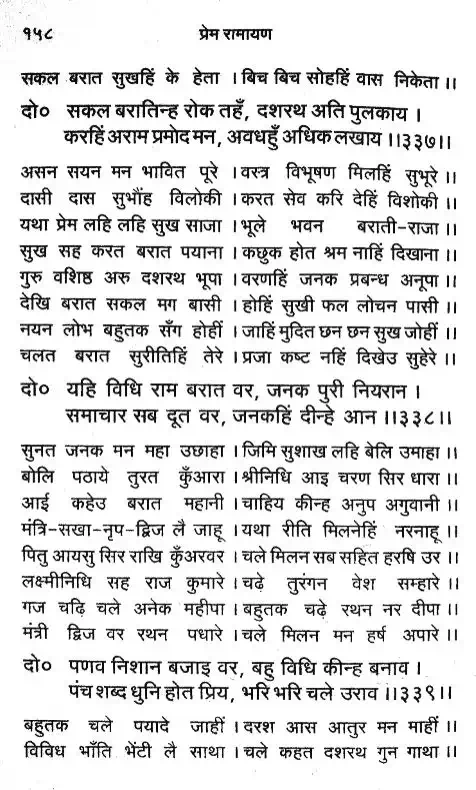 १५८ प्रेम रामायण
सकल बरात सुखहिं के हेता । बिच बिच सोहहिं वास निकेता ।।
दो० सकल बरातिन्ह रोक तहँ, दशरथ अति पुलकाय ।
करहिं अराम प्रमोद मन, अवधहुँ अधिक लखाय ।।३३७।।
असन सयन मन भावित पूरे । वस्त्र विभूषण मिलहिं सुभूरे ।।
दासी दास सुभौंह विलोकी । करत सेव करि देहिं विशोकी ।।
यथा प्रेम लहि लहि सुख साजा । भूले भवन बराती-राजा ।।
सुख सह करत बरात पयाना । कछुक होत श्रम नाहिं दिखाना ।।
गुरु वशिष्ठ अरु दशरथ भूपा । वरणहिं जनक प्रबन्ध अनूपा ।।
देखि बरात सकल मग बासी । होहिं सुखी फल लोचन पासी ।।
नयन लोभ बहुतक सँग होहीं । जाहिं मुदित छन छन सुख जोहीं ।।
चलत बरात सुरीतिहिं तेरे । प्रजा कष्ट नहिं दिखेउ सुहेरे ।।
दो० यहि विधि राम बरात वर, जनक पुरी नियरान ।
समाचार सब दूत वर, जनकहिं दीन्हे आन ।।३३८।।
सुनत जनक मन महा उछाहा । जिमि सुशाख लहि बेलि उमाहा ।।
बोलि पठाये तुरत कुँआरा । श्रीनिधि आइ चरण सिर धारा ।।
आई कहेउ बरात महानी । चाहिय कीन्ह अनुप अगुवानी ।।
मंत्रि-सखा-नृप-द्विज लै जाहू । यथा रीति मिलनेहिं नरनाहू ।।
पितु आयसु सिर राखि कुँअरवर । चले मिलन सब सहित हरषि उर ।।
लक्ष्मीनिधि सह राज कुमारे । चढ़े तुरंगन वेश सम्हारे ।।
गज चढ़ि चले अनेक महीपा । बहुतक चढ़े रथन नर दीपा ।।
मंत्री द्विज वर रथन पधारे । चले मिलन मन हर्ष अपारे ।।
दो० पणव निशान बजाइ वर, बहु विधि कीन्ह बनाव ।
पंच शब्द धुनि होत प्रिय, भरि भरि चले उराव ।।३३९।।
बहुतक चले पयादे जाहीं । दरश आस आतुर मन माहीं ।।
विविध भाँति भेंटी लै साथा । चले कहत दशरथ गुन गाथा ।।